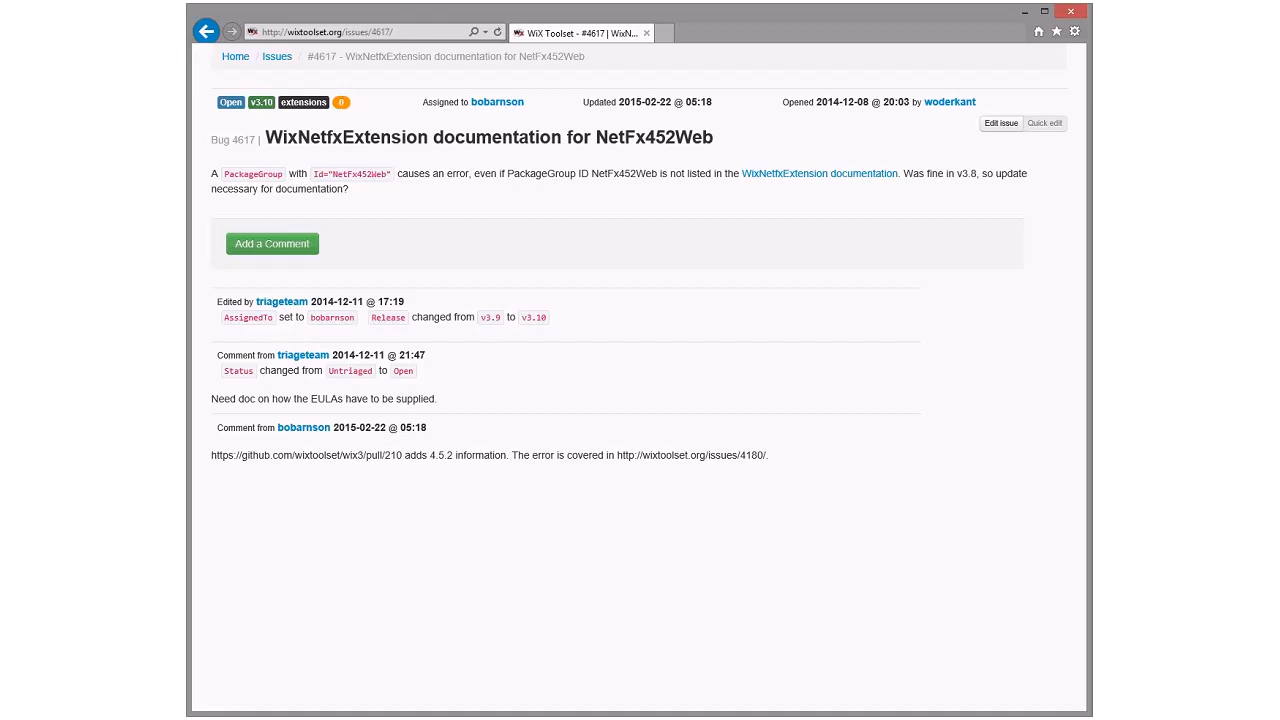 http://wixtoolset.org/issues/4617/
WiX Toolset - #4617 | WixN...
Home / Issues / #4617 - WixNetfxExtension documentation for NetFx452Web
Open v3.10 extensions 0 Assigned to bobarnson Updated 2015-02-22 @ 05:18 Opened 2014-12-08 @ 20:03 by woderkant
Edit issue Quick edit
Bug 4617 | WixNetfxExtension documentation for NetFx452Web
A PackageGroup with Id="NetFx452Web" causes an error, even if PackageGroup ID NetFx452Web is not listed in the WixNetfxExtension documentation. Was fine in v3.8, so update
necessary for documentation?
Add a Comment
Edited by triageteam 2014-12-11 @ 17:19
AssignedTo set to bobarnson Release changed from v3.9 to v3.10
Comment from triageteam 2014-12-11 @ 21:47
Status changed from Untriaged to Open
Need doc on how the EULAs have to be supplied.
Comment from bobarnson 2015-02-22 @ 05:18
https://github.com/wixtoolset/wix3/pull/210 adds 4.5.2 information. The error is covered in http://wixtoolset.org/issues/4180/.